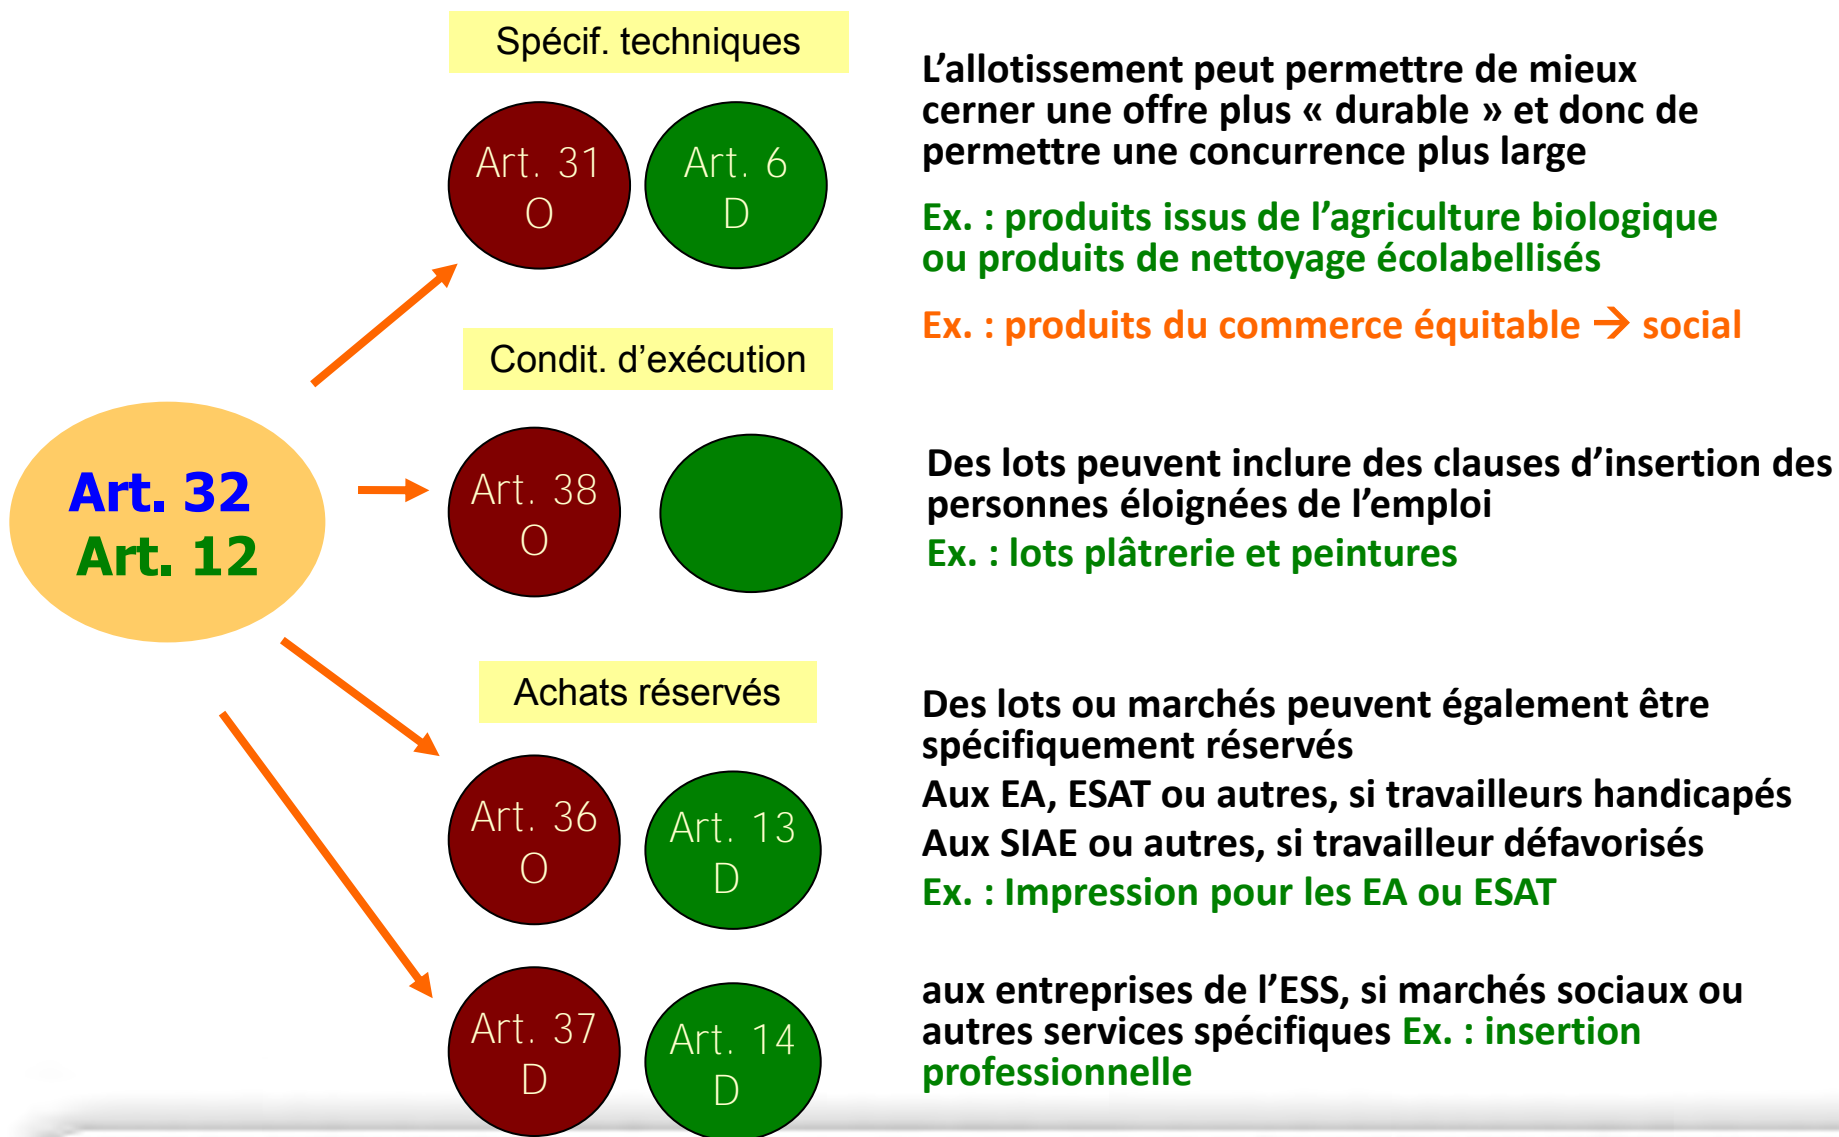 Spécif. techniques
Art. 31
O
Art. 6
D
L’allotissement peut permettre de mieux
cerner une offre plus « durable » et donc de
permettre une concurrence plus large
Ex. : produits issus de l’agriculture biologique
ou produits de nettoyage écolabellisés
Ex. : produits du commerce équitable → social
Condit. d’exécution
Art. 32
Art. 12
Art. 38
O
Des lots peuvent inclure des clauses d’insertion des
personnes éloignées de l’emploi
Ex. : lots plâtrerie et peintures
Achats réservés
Art. 36
O
Art. 13
D
Des lots ou marchés peuvent également être
spécifiquement réservés
Aux EA, ESAT ou autres, si travailleurs handicapés
Aux SIAE ou autres, si travailleur défavorisés
Ex. : Impression pour les EA ou ESAT
Art. 37
D
Art. 14
D
aux entreprises de l’ESS, si marchés sociaux ou
autres services spécifiques Ex. : insertion
professionnelle